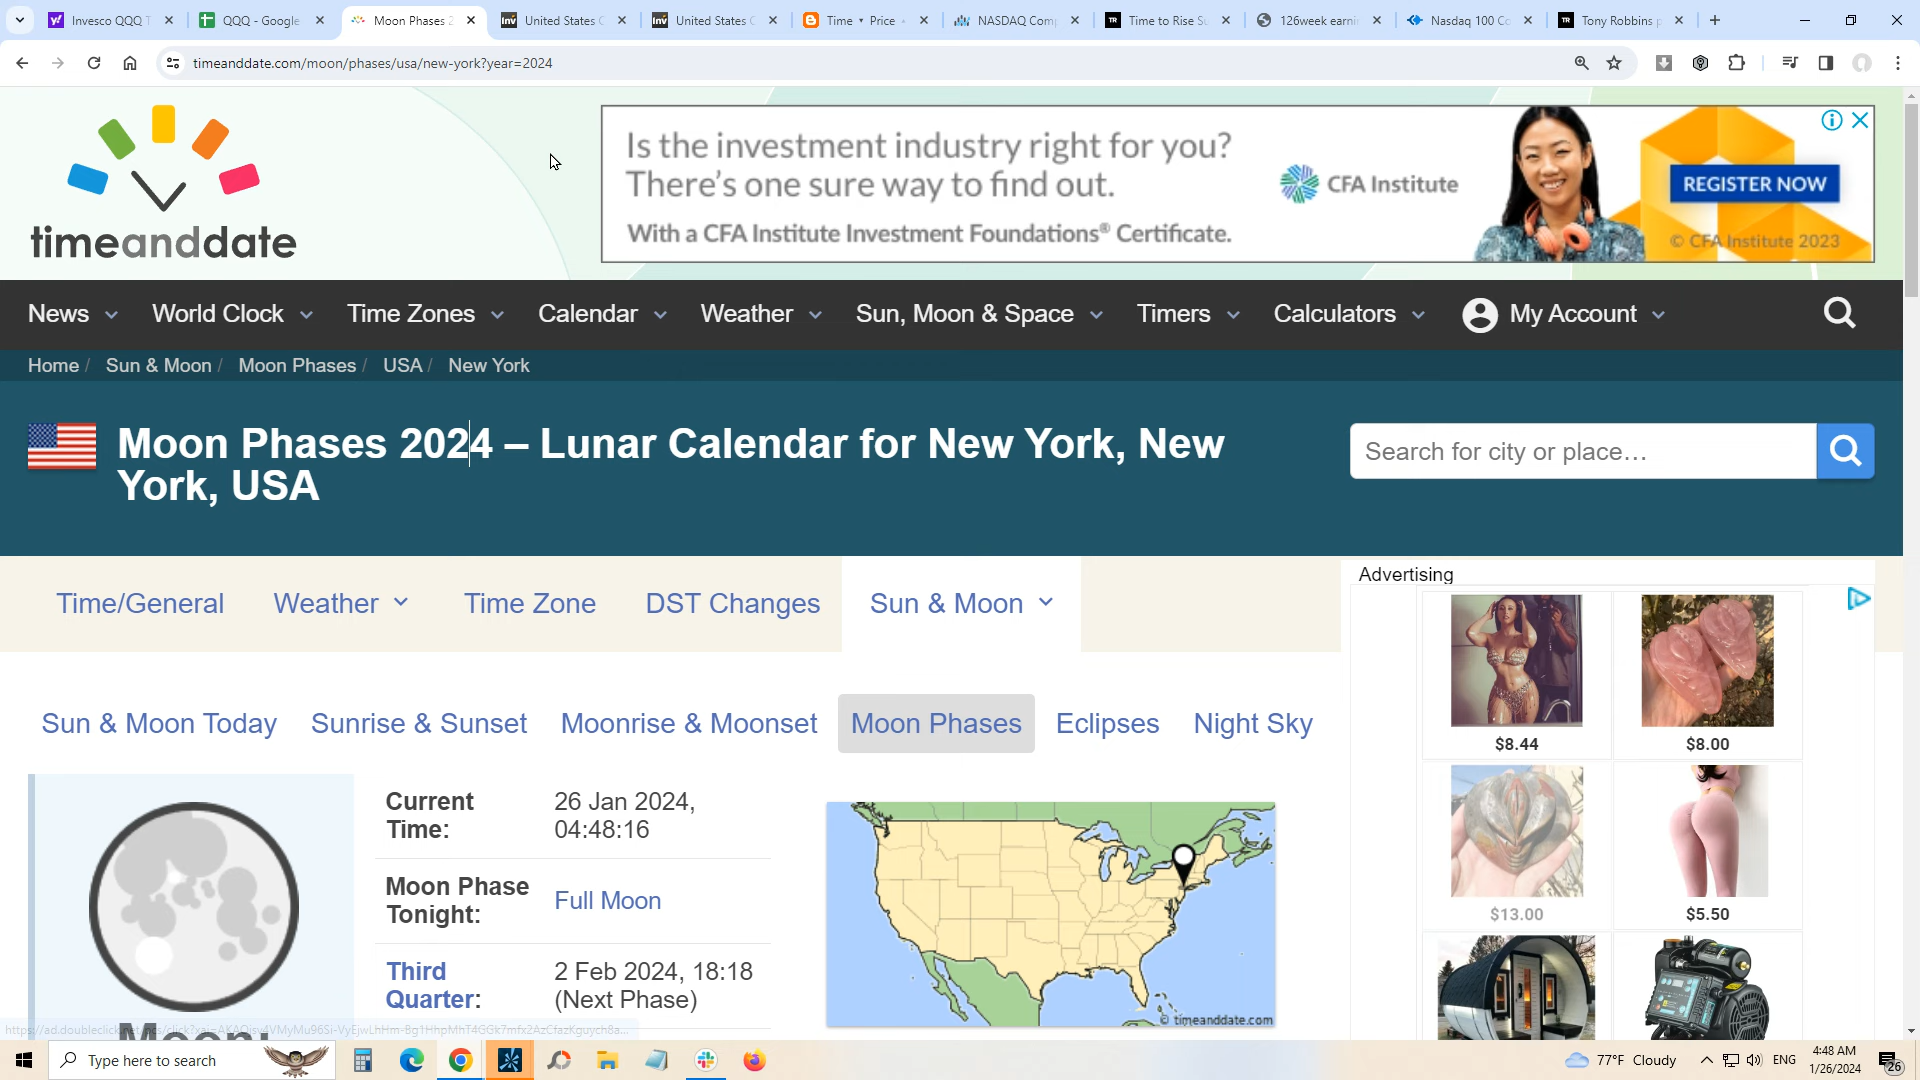 Invesco QQQ T
QQQ - Google
Moon Phases 2
United States C
United States C
Time ▾ Price
NASDAQ Comp
Time to Rise Su
126week earnin
Nasdaq 100 Co
Tony Robbins p
timeanddate.com/moon/phases/usa/new-york?year=2024
timeanddate
Is the investment industry right for you?
There's one sure way to find out.
With a CFA Institute Investment Foundations® Certificate.
CFA Institute
REGISTER NOW
© CFA Institute 2023
News World Clock Time Zones Calendar Weather Sun, Moon & Space Timers Calculators My Account
Home / Sun & Moon / Moon Phases / USA / New York
Moon Phases 2024 – Lunar Calendar for New York, New
York, USA
Search for city or place…
Time/General Weather Time Zone DST Changes Sun & Moon
Advertising
Sun & Moon Today Sunrise & Sunset Moonrise & Moonset Moon Phases Eclipses Night Sky
$8.44 $8.00
Current
Time:
26 Jan 2024,
04:48:16
Moon Phase
Tonight:
Full Moon
Third
Quarter:
2 Feb 2024, 18:18
(Next Phase)
© timeanddate.com
$13.00 $5.50
Moon:
Type here to search
77°F Cloudy
ENG
4:48 AM
1/26/2024
26